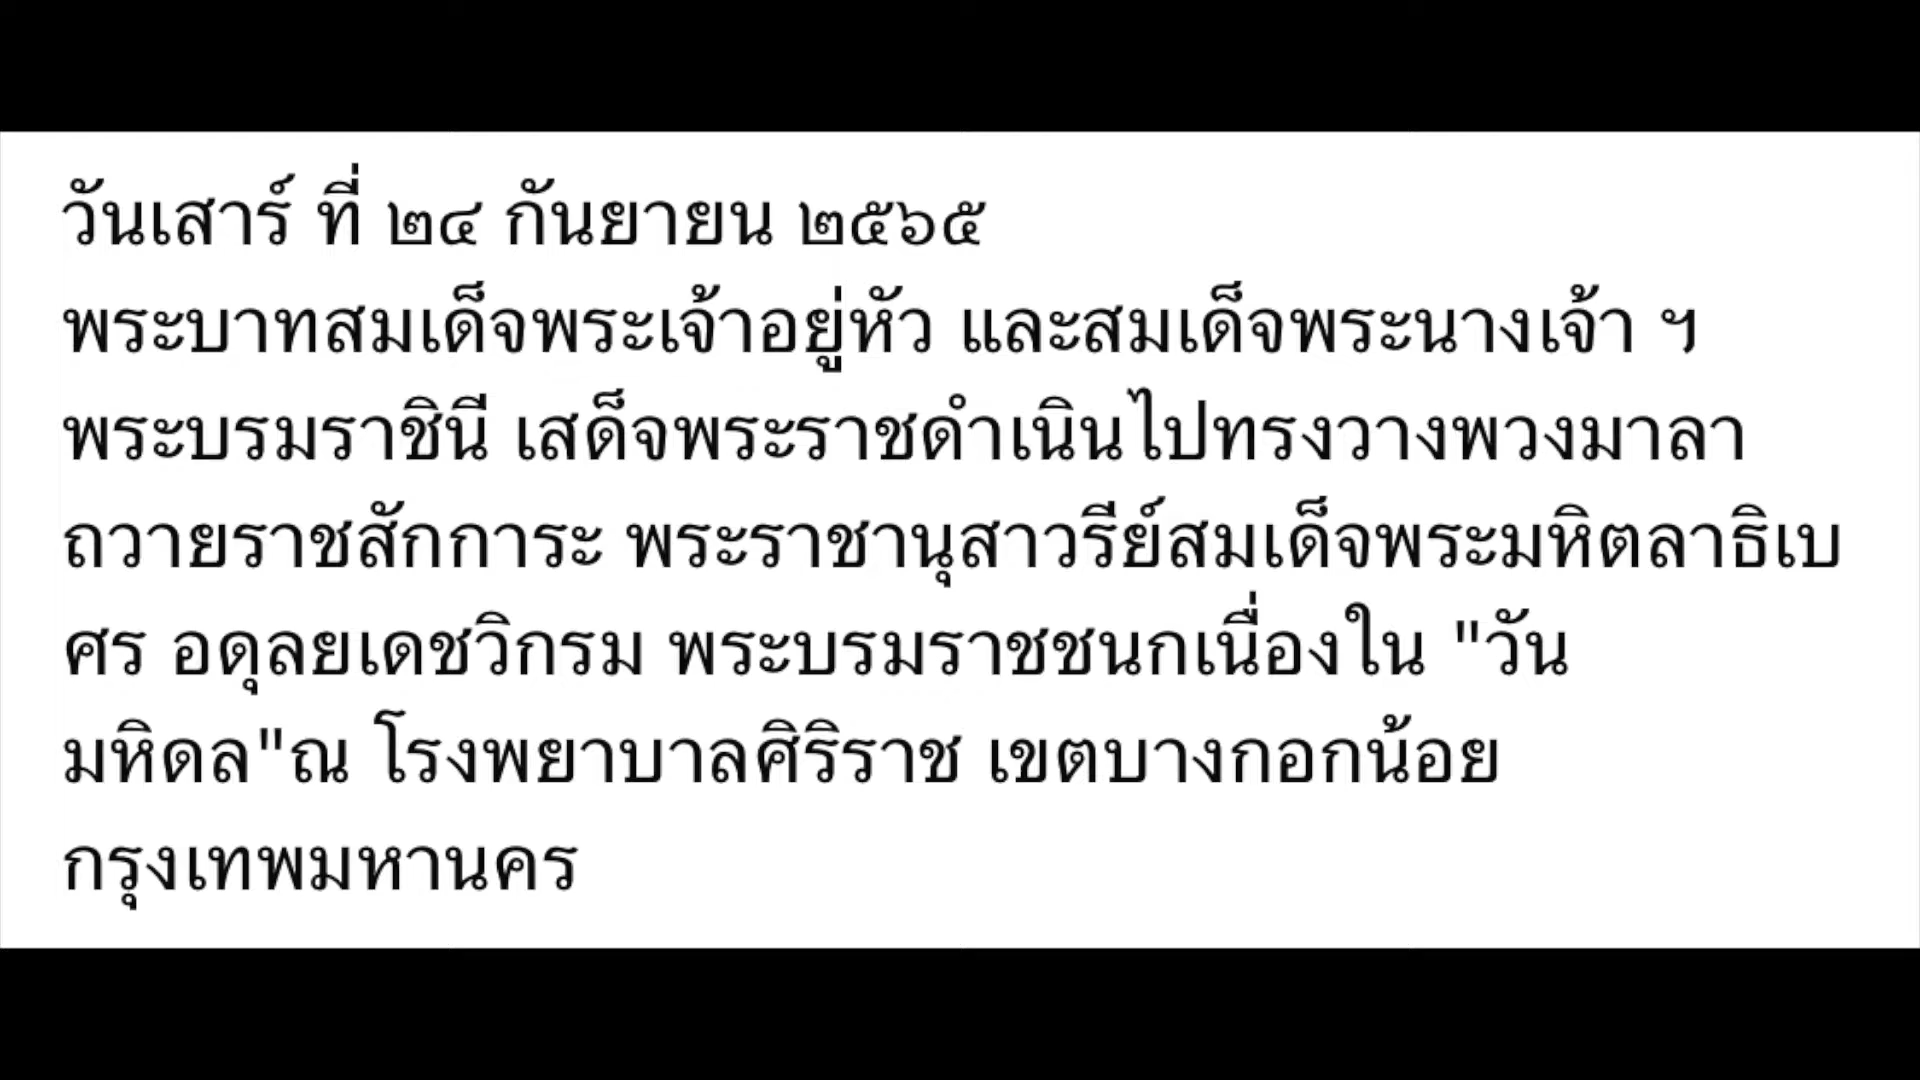 วันเสาร์ ที่ ๒๔ กันยายน ๒๕๖๕
พระบาทสมเด็จพระเจ้าอยู่หัว และสมเด็จพระนางเจ้า ฯ
พระบรมราชินี เสด็จพระราชดำเนินไปทรงวางพวงมาลา
ถวายราชสักการะ พระราชานุสาวรีย์สมเด็จพระมหิตลาธิเบ
ศร อดุลยเดชวิกรม พระบรมราชชนกเนื่องใน "วัน
มหิดล"ณ โรงพยาบาลศิริราช เขตบางกอกน้อย
กรุงเทพมหานคร